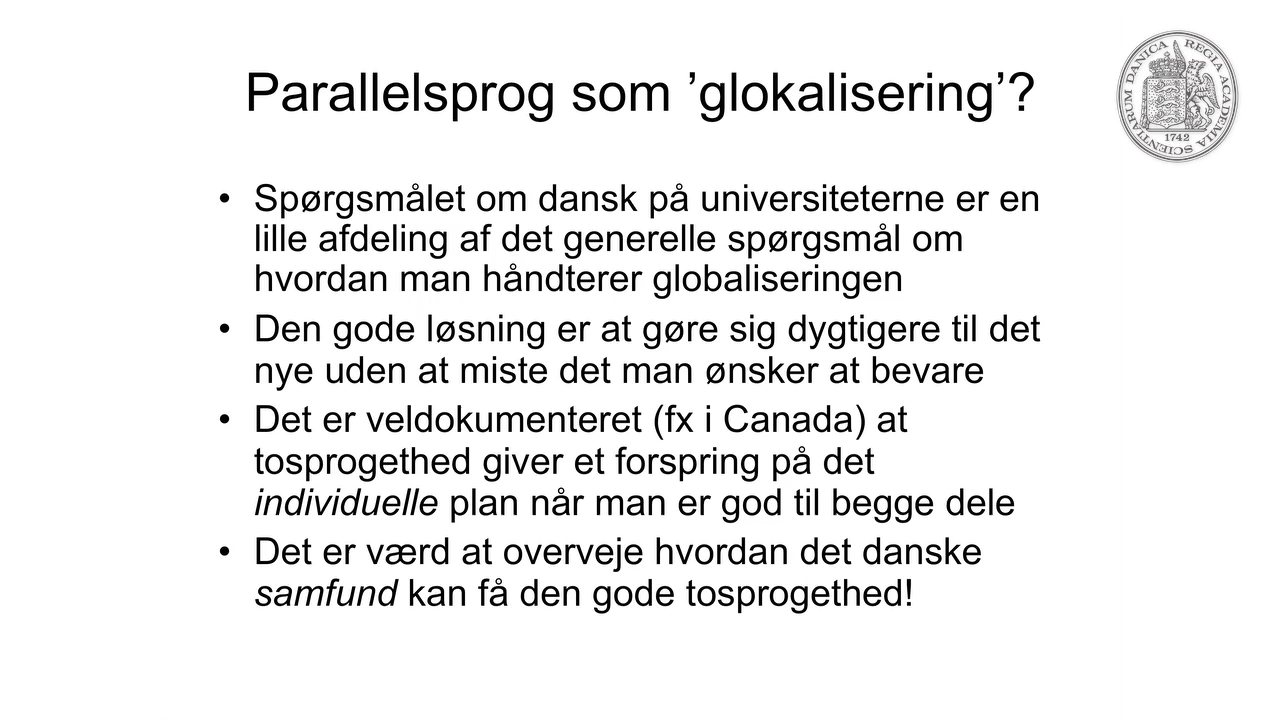 Parallelsprog som ’glokalisering’?
REGIA ACADEMIA SCIENTIARUM DANICA
1742
• Spørgsmålet om dansk på universiteterne er en
lille afdeling af det generelle spørgsmål om
hvordan man håndterer globaliseringen
• Den gode løsning er at gøre sig dygtigere til det
nye uden at miste det man ønsker at bevare
• Det er veldokumenteret (fx i Canada) at
tosprogethed giver et forspring på det
individuelle plan når man er god til begge dele
• Det er værd at overveje hvordan det danske
samfund kan få den gode tosprogethed!